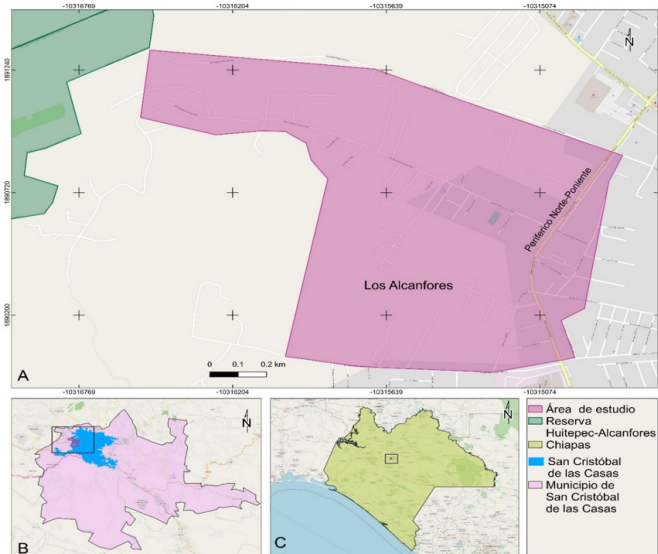 -10316769 -10316204 -10315639 -10315074
N
1891240
1890720
1890200
Periferico Norte-Poniente
Los Alcanfores
0 0.1 0.2 km
A
-10316769 -10316204 -10315639 -10315074
N
B
N
C
Área de estudio
Reserva
Huitepec-Alcanfores
Chiapas
San Cristóbal
de las Casas
Municipio de
San Cristóbal
de las Casas